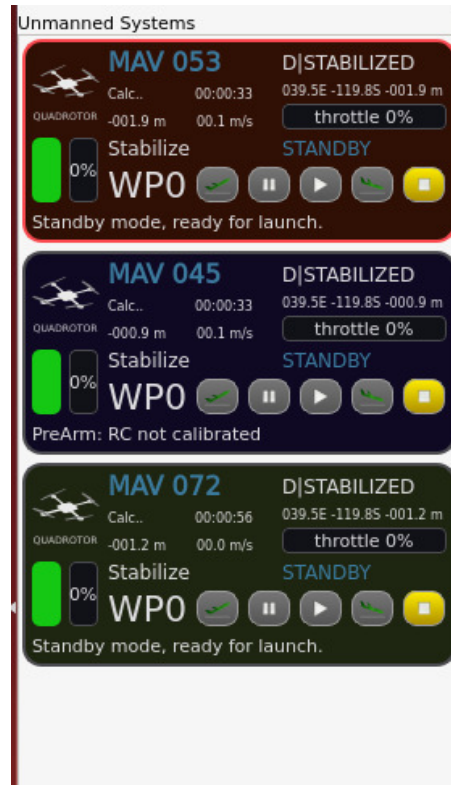 Unmanned Systems
MAV 053 D|STABILIZED
Calc.. 00:00:33 039.5E -119.8S -001.9 m
QUADROTOR -001.9 m 00.1 m/s throttle 0%
Stabilize STANDBY
0% WP0
Standby mode, ready for launch.
MAV 045 D|STABILIZED
Calc.. 00:00:33 039.5E -119.8S -000.9 m
QUADROTOR -000.9 m 00.1 m/s throttle 0%
Stabilize STANDBY
0% WP0
PreArm: RC not calibrated
MAV 072 D|STABILIZED
Calc.. 00:00:56 039.5E -119.8S -001.2 m
QUADROTOR -001.2 m 00.0 m/s throttle 0%
Stabilize STANDBY
0% WP0
Standby mode, ready for launch.